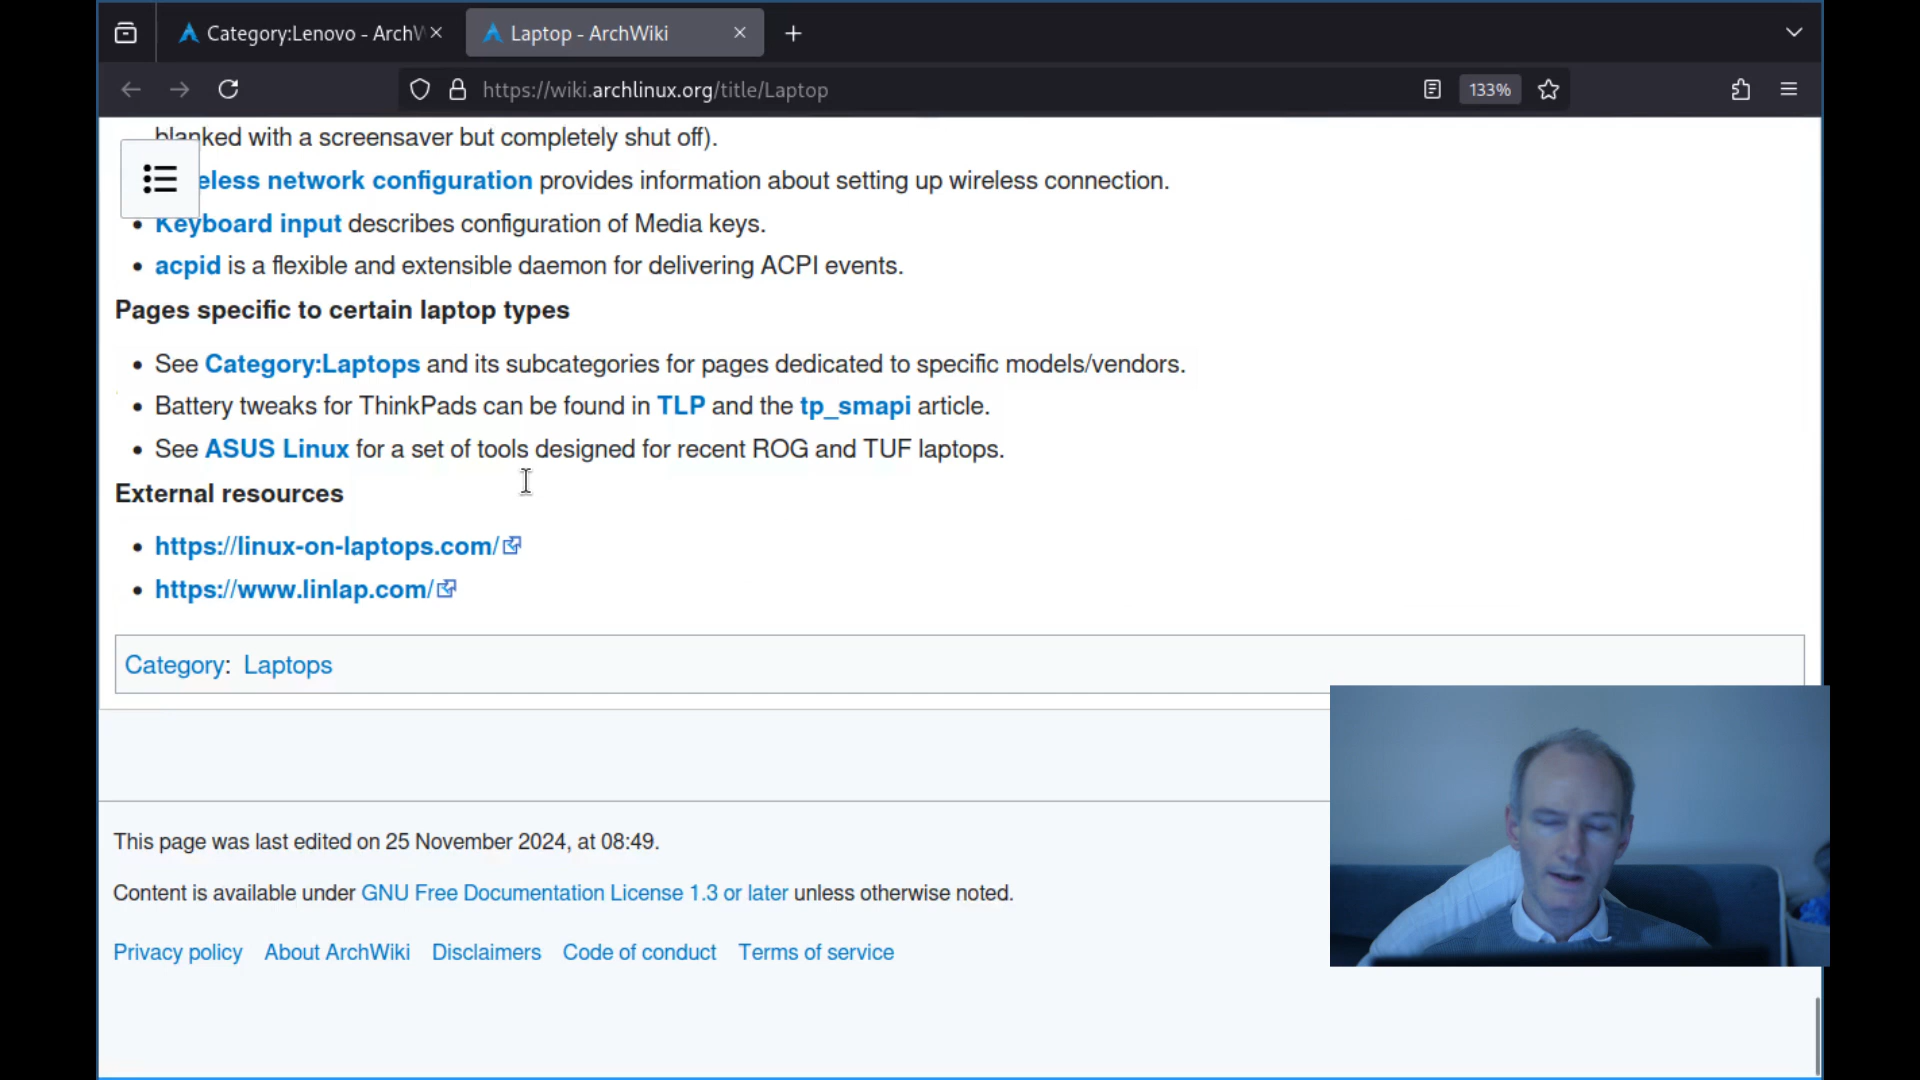 Category:Lenovo - ArchW
Laptop - ArchWiki
https://wiki.archlinux.org/title/Laptop
133%
blanked with a screensaver but completely shut off).
eless network configuration provides information about setting up wireless connection.
Keyboard input describes configuration of Media keys.
acpid is a flexible and extensible daemon for delivering ACPI events.
Pages specific to certain laptop types
See Category:Laptops and its subcategories for pages dedicated to specific models/vendors.
Battery tweaks for ThinkPads can be found in TLP and the tp_smapi article.
See ASUS Linux for a set of tools designed for recent ROG and TUF laptops.
External resources
https://linux-on-laptops.com/
https://www.linlap.com/
Category: Laptops
This page was last edited on 25 November 2024, at 08:49.
Content is available under GNU Free Documentation License 1.3 or later unless otherwise noted.
Privacy policy About ArchWiki Disclaimers Code of conduct Terms of service